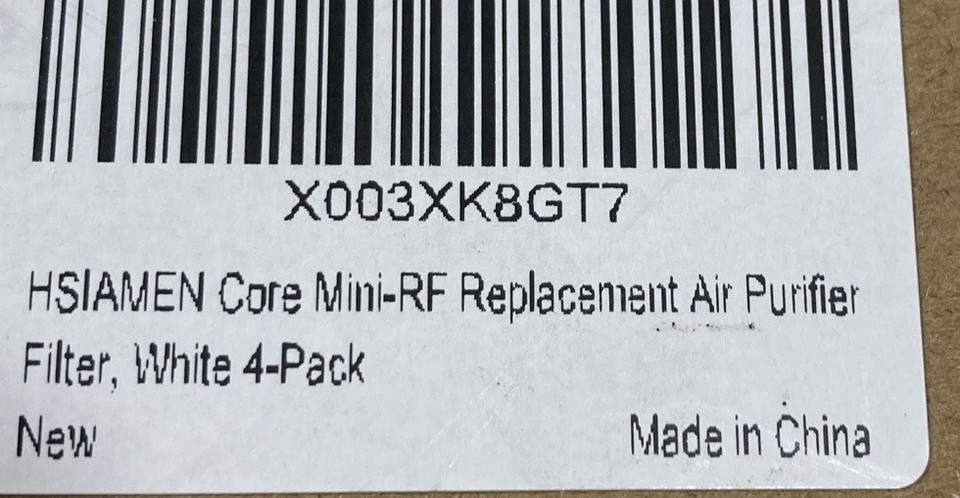 X003XK8GT7
HSIAMEN Core Mini-RF Replacement Air Purifier
Filter, White 4-Pack
New
Made in China